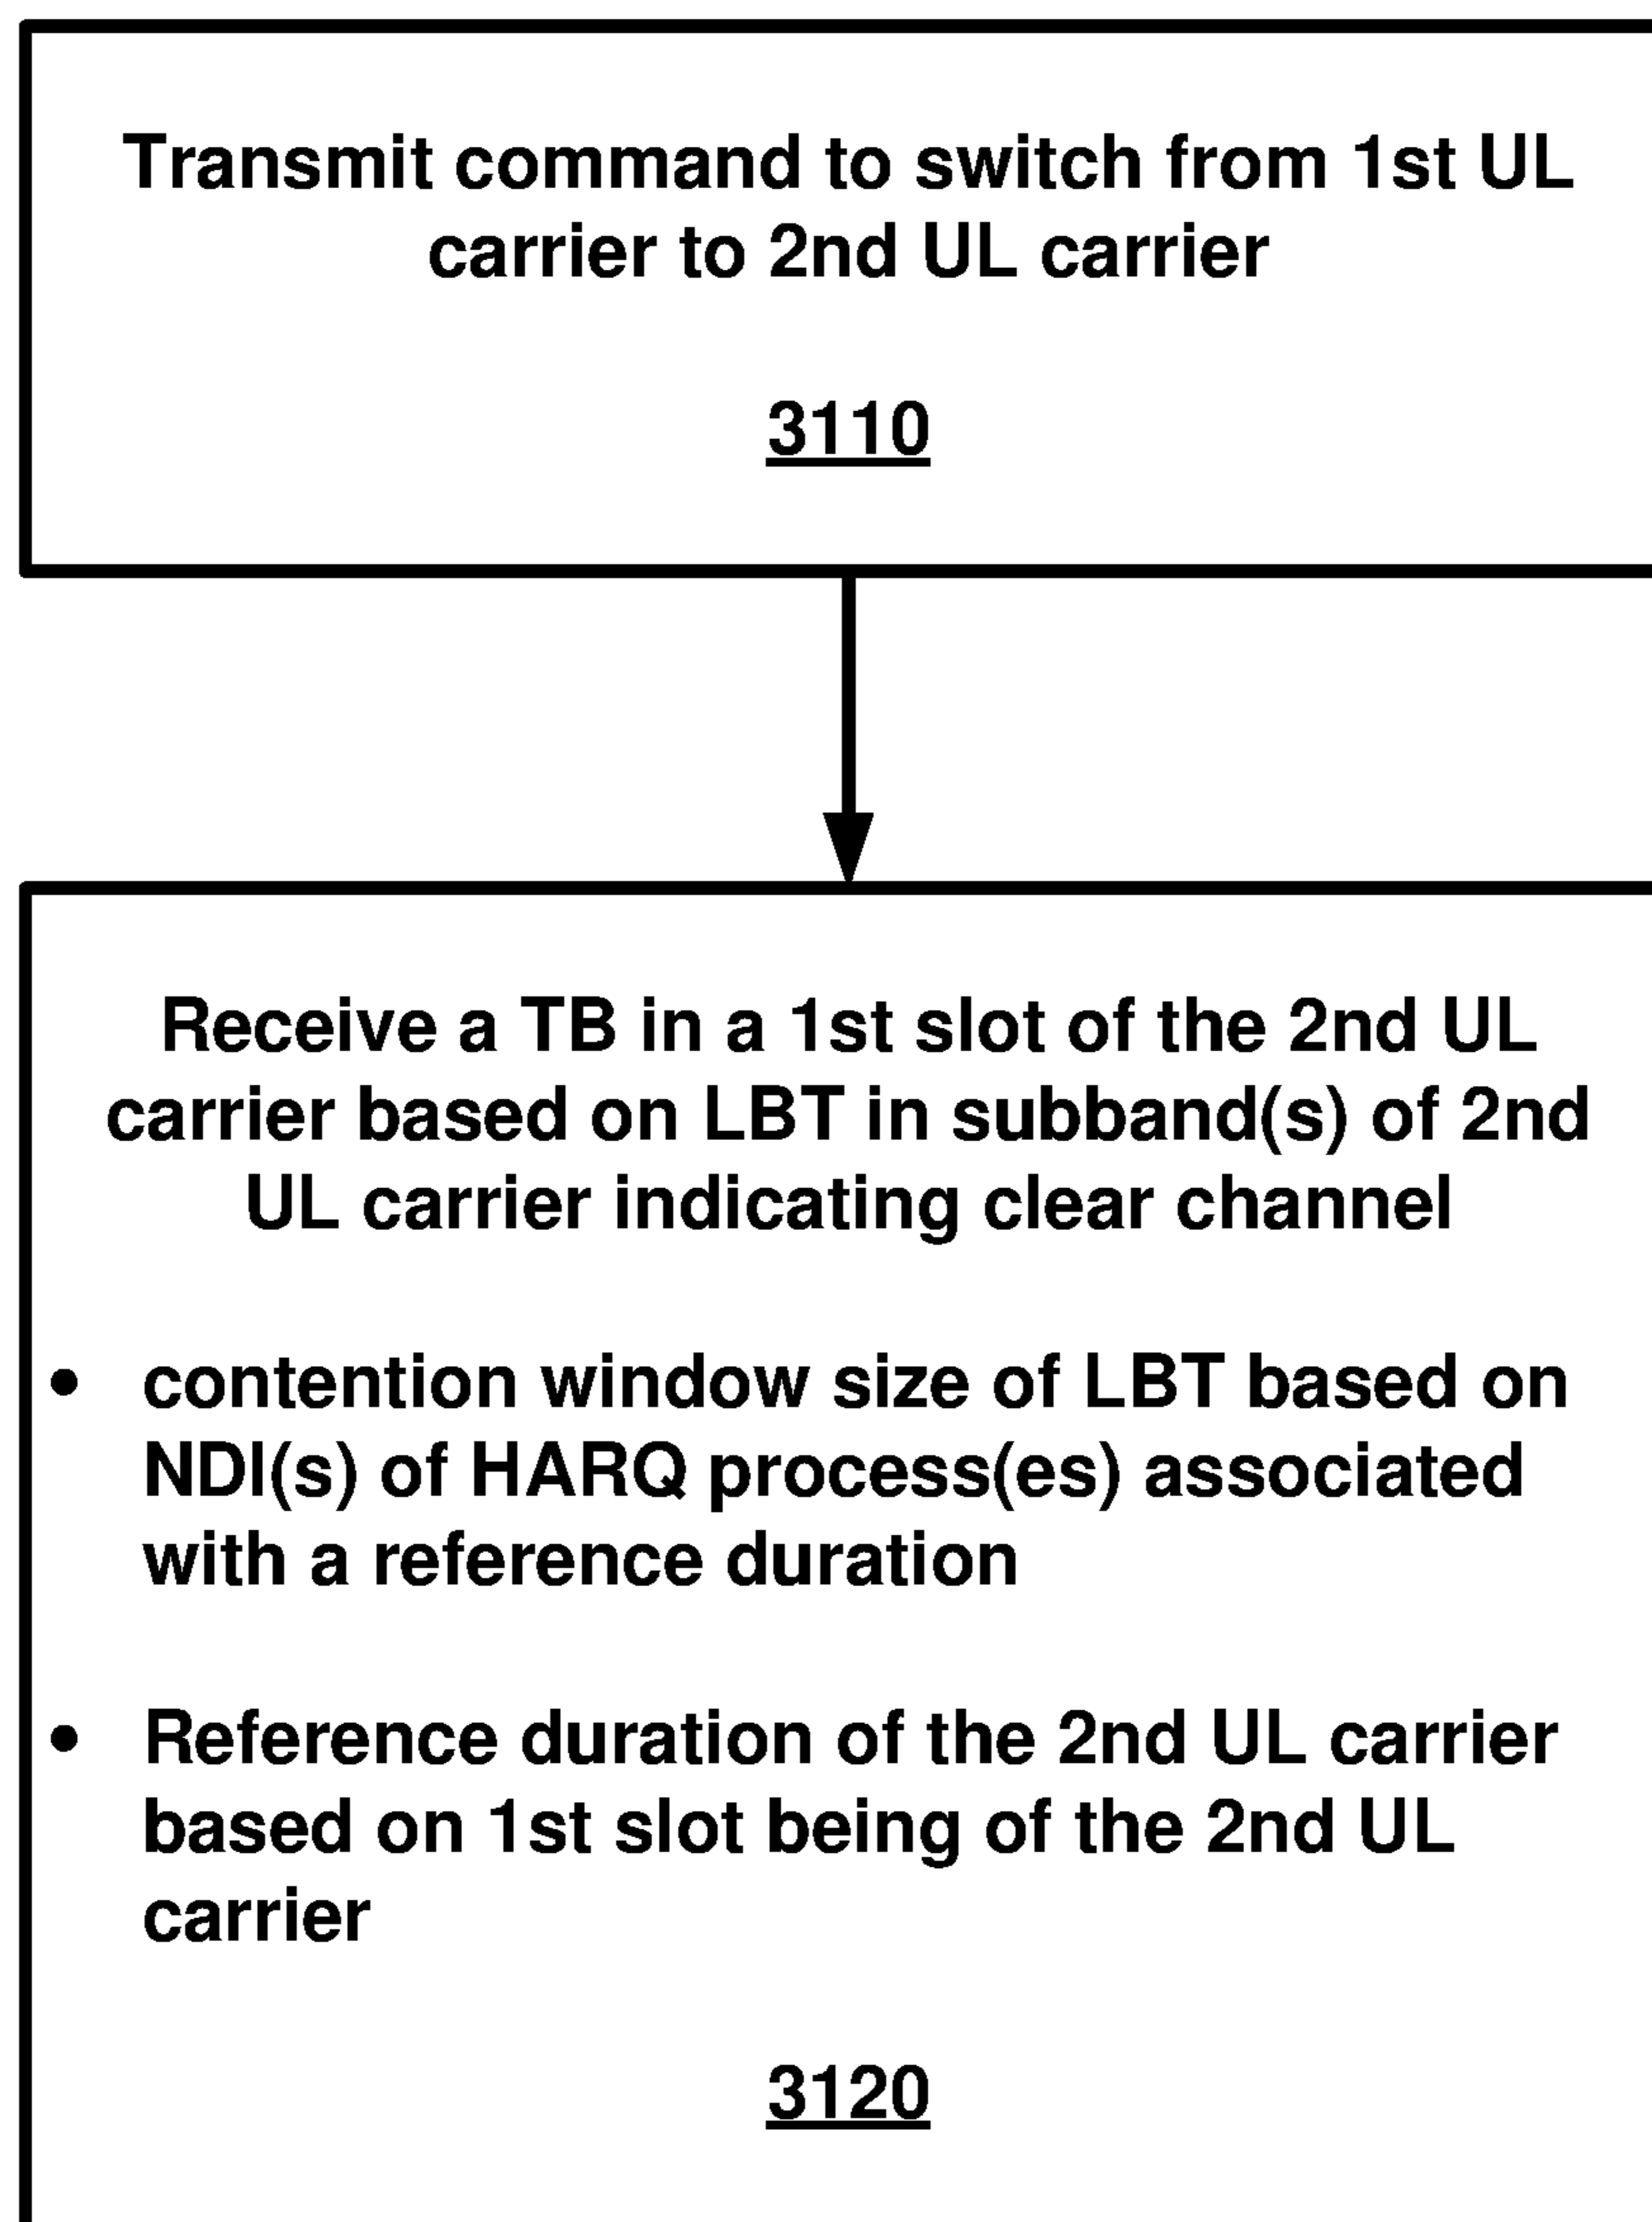 Transmit command to switch from 1st UL
carrier to 2nd UL carrier
3110
Receive a TB in a 1st slot of the 2nd UL
carrier based on LBT in subband(s) of 2nd
UL carrier indicating clear channel
• contention window size of LBT based on
NDI(s) of HARQ process(es) associated
with a reference duration
• Reference duration of the 2nd UL carrier
based on 1st slot being of the 2nd UL
carrier
3120